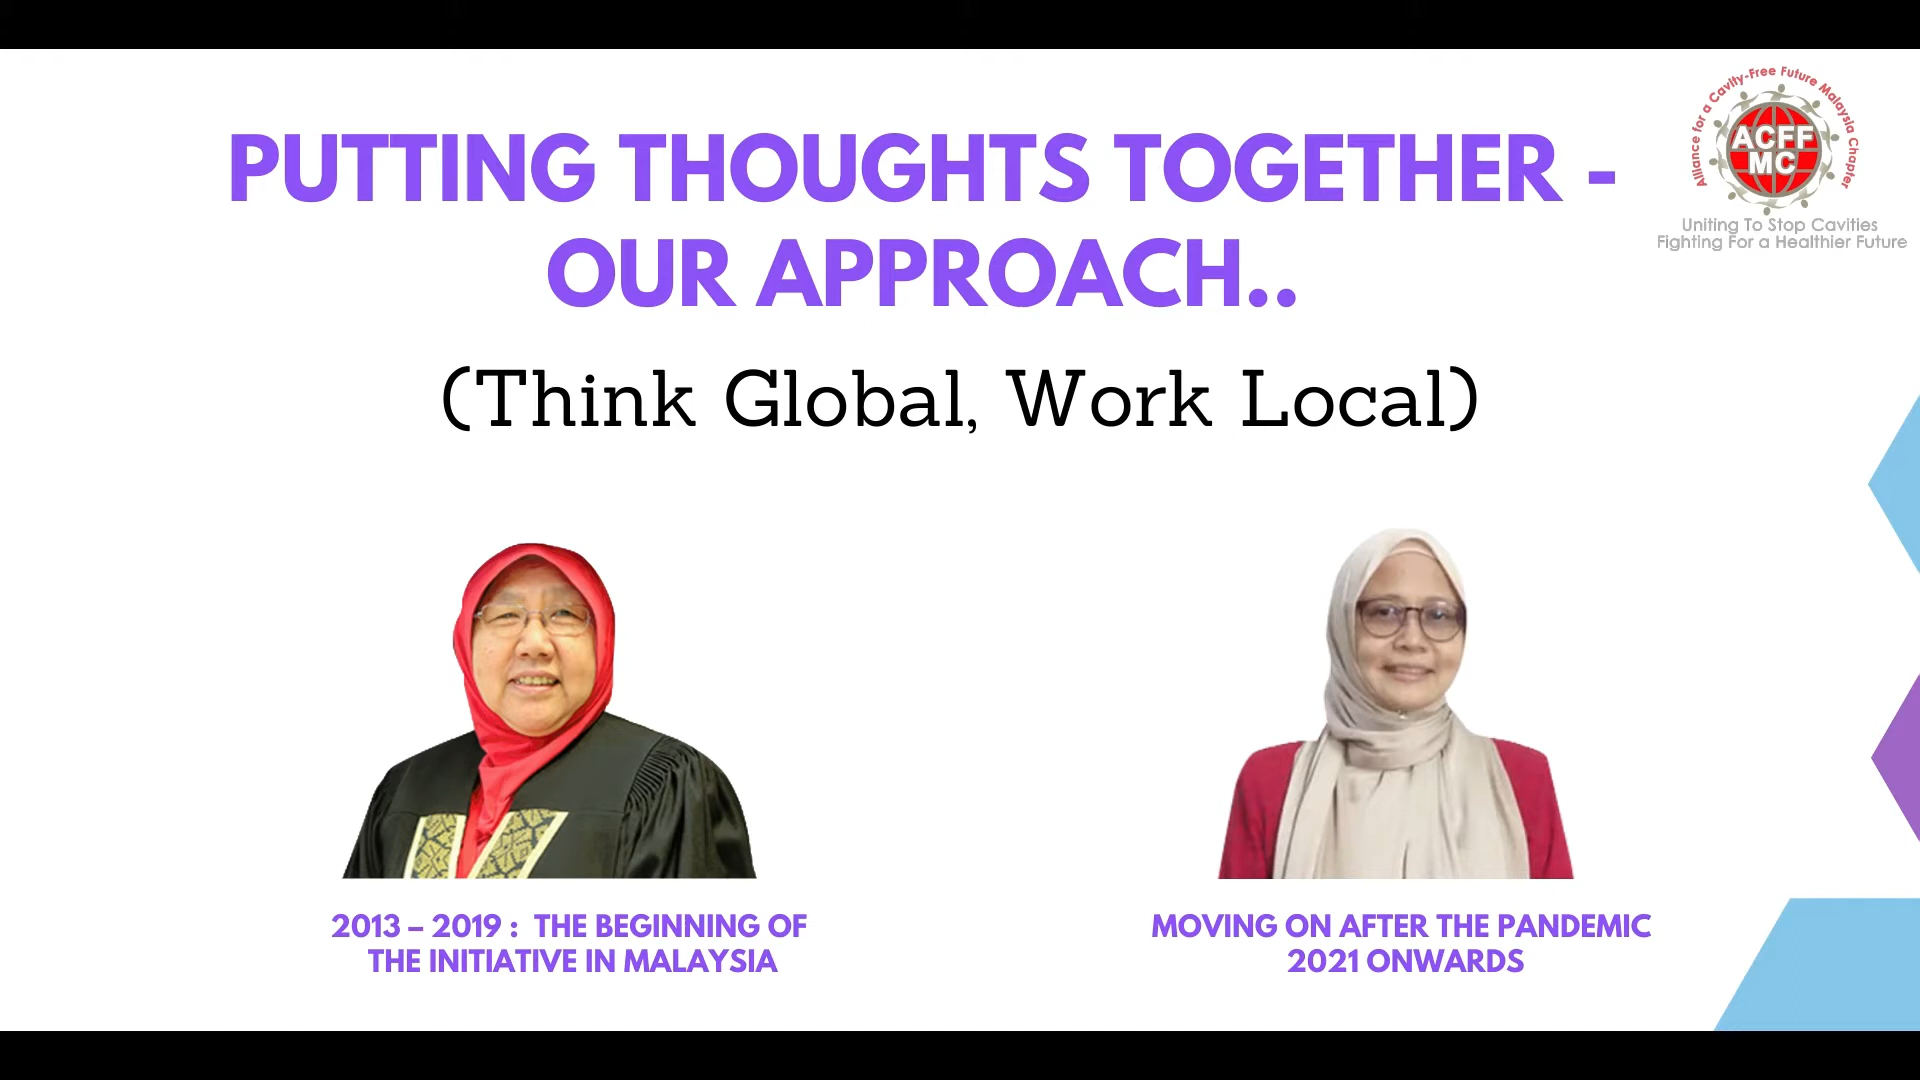 PUTTING THOUGHTS TOGETHER -
OUR APPROACH..
(Think Global, Work Local)
Alliance for a Cavity-Free Future Malaysia Chapter
ACFF
MC
Uniting To Stop Cavities
Fighting For a Healthier Future
2013 – 2019 : THE BEGINNING OF
THE INITIATIVE IN MALAYSIA
MOVING ON AFTER THE PANDEMIC
2021 ONWARDS